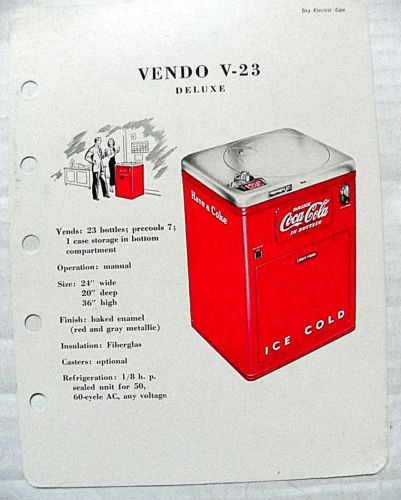 Dry Electric Coin
VENDO V-23
DELUXE
Vends: 23 bottles; precools 7;
1 case storage in bottom
compartment
Operation: manual
Size: 24" wide
20" deep
36" high
Finish: baked enamel
(red and gray metallic)
Insulation: Fiberglas
Casters: optional
Refrigeration: 1/8 h. p.
sealed unit for 50,
60-cycle AC, any voltage
Have a Coke
DRINK
Coca-Cola
IN BOTTLES
ICE COLD